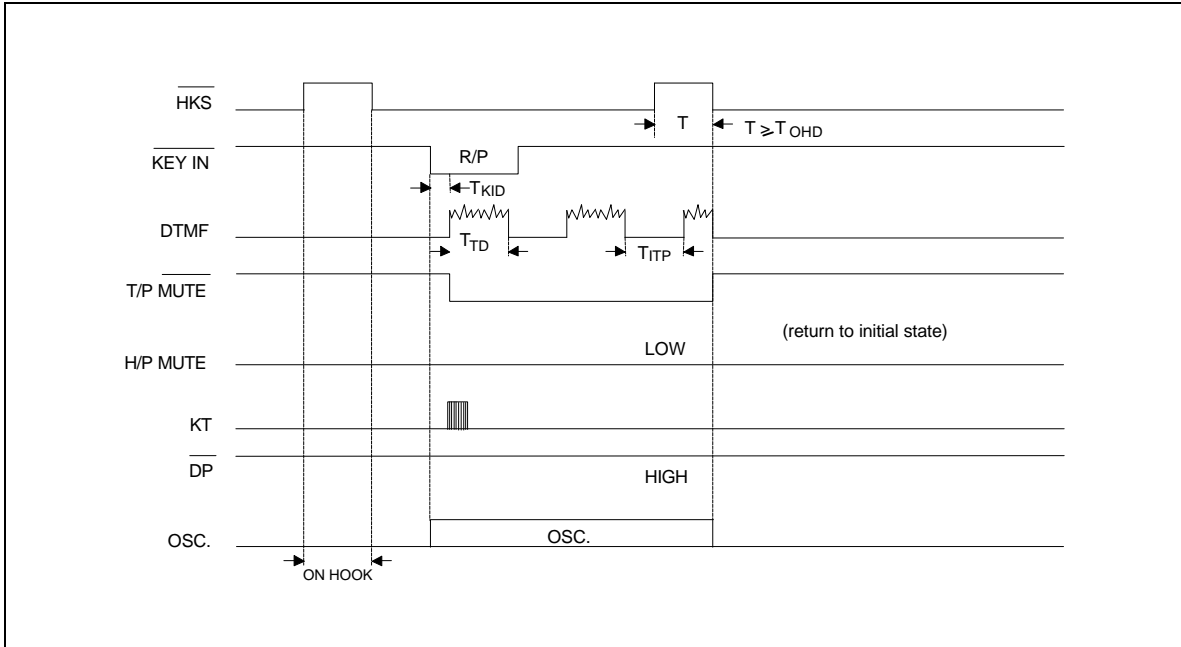 HKS
T
T ≥ T OHD
KEY IN
R/P
TKID
DTMF
TTD
TITP
T/P MUTE
(return to initial state)
LOW
H/P MUTE
KT
DP
HIGH
OSC.
OSC.
ON HOOK